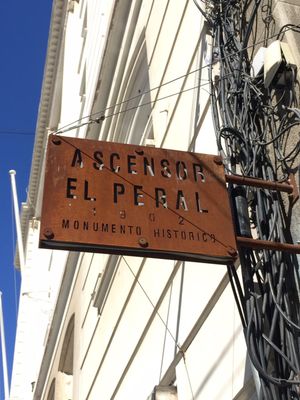 ASCENSOR
EL PERAL
1902
MONUMENTO HISTORICO